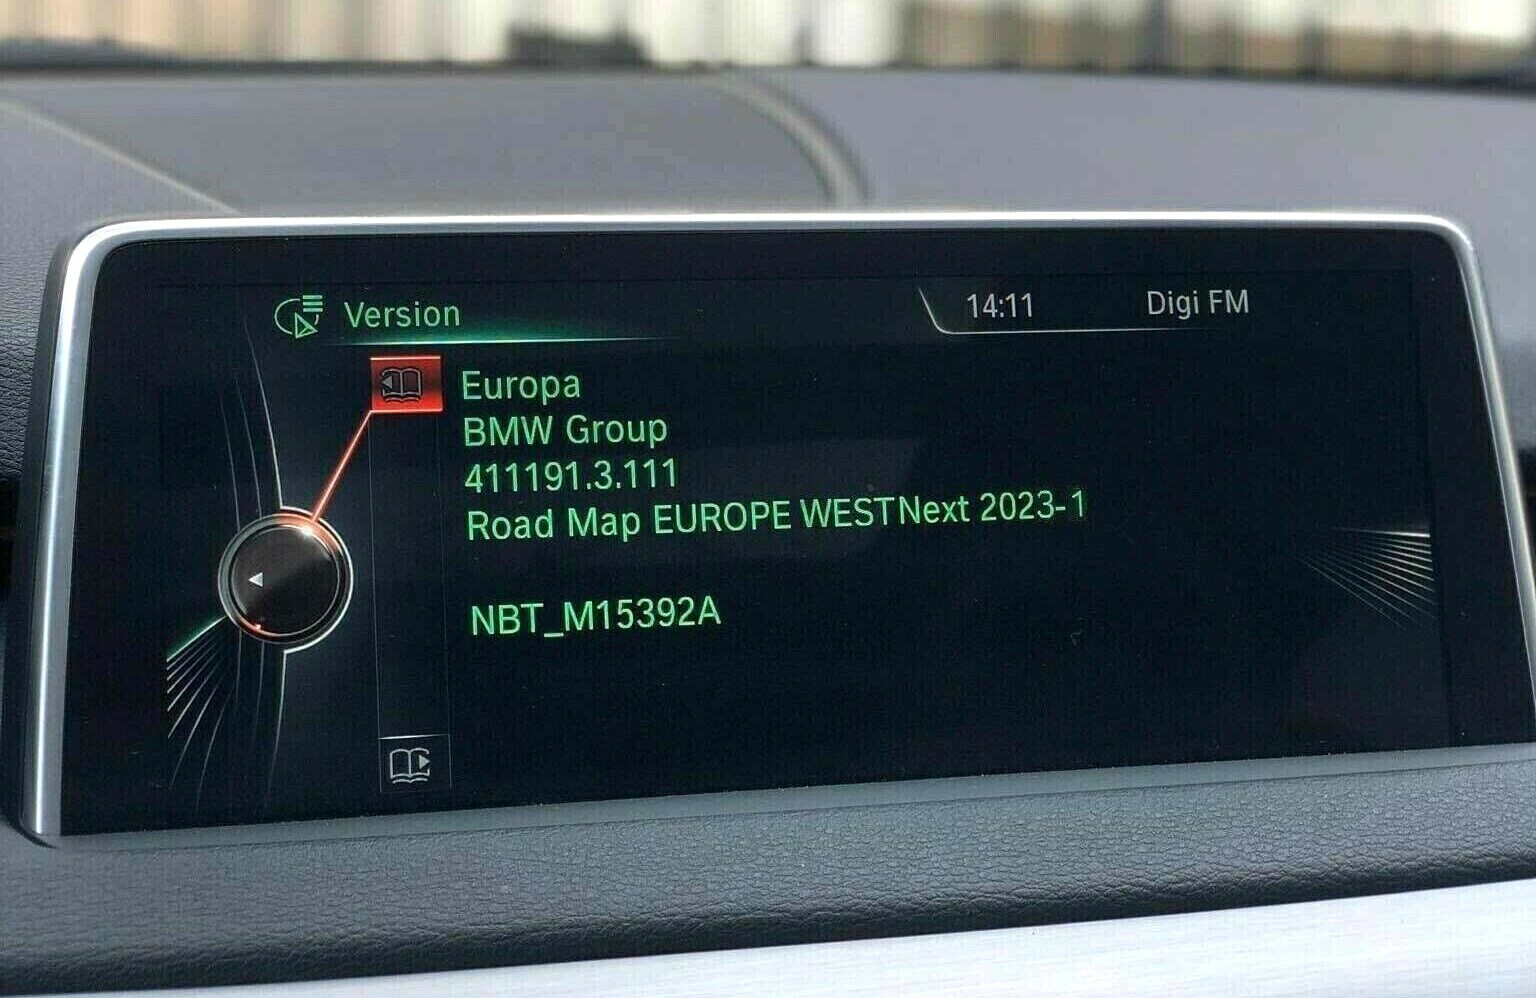 Version
14:11
Digi FM
Europa
BMW Group
411191.3.111
Road Map EUROPE WESTNext 2023-1
NBT_M15392A